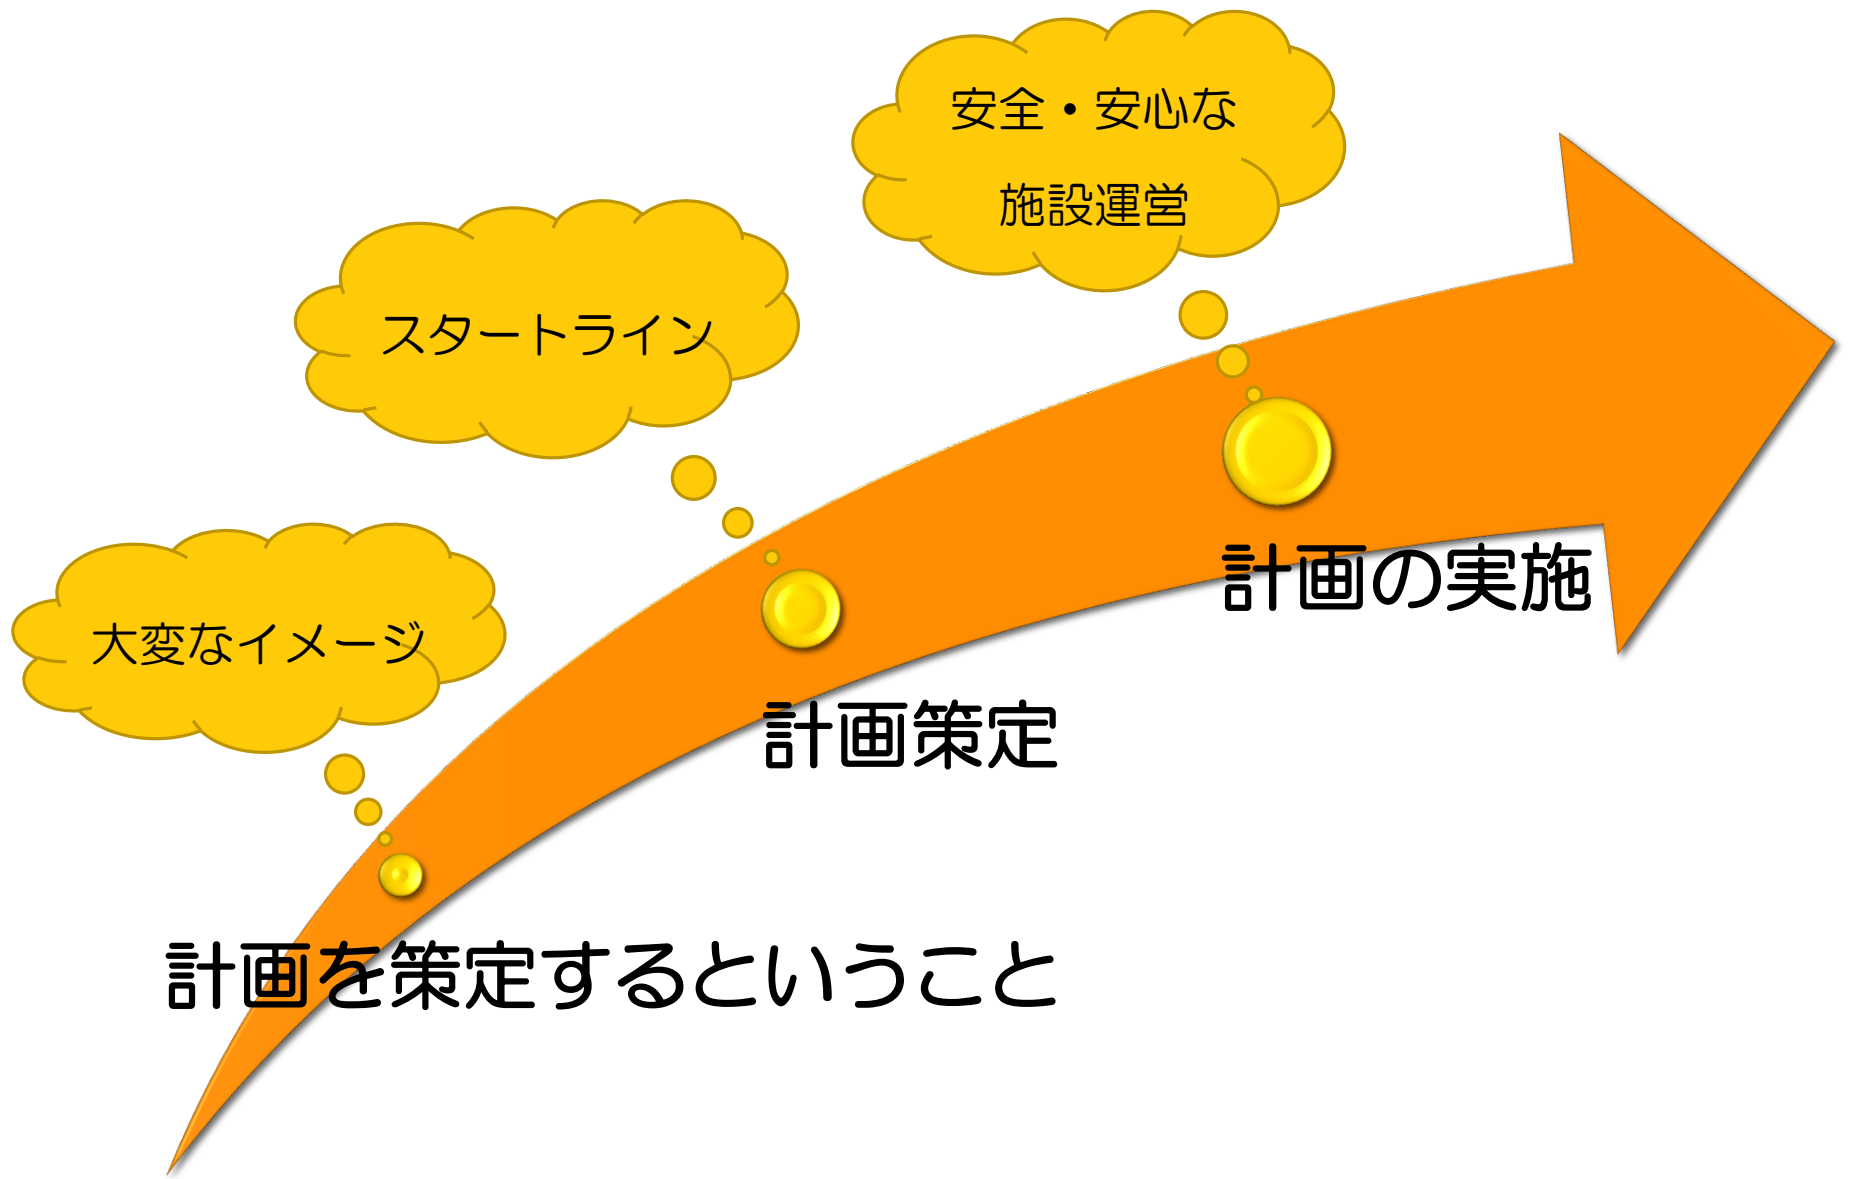 安全・安心な
施設運営
スタートライン
計画の実施
大変なイメージ
計画策定
計画を策定するということ